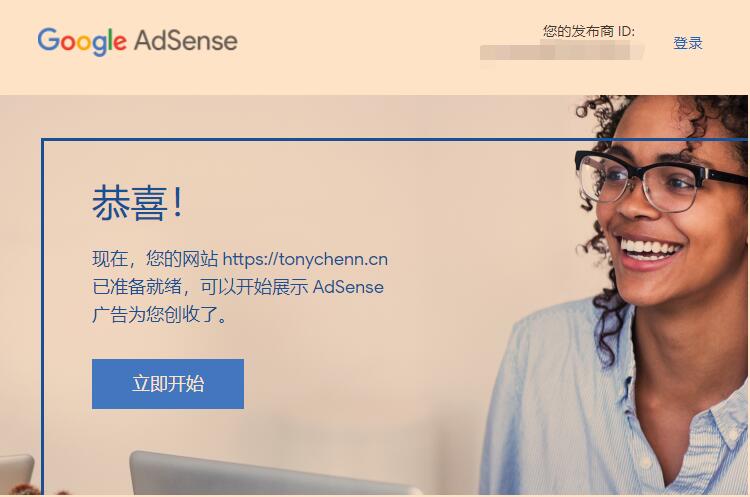 Google AdSense
您的发布商 ID:
登录
恭喜！
现在，您的网站 https://tonychenn.cn
已准备就绪，可以开始展示 AdSense
广告为您创收了。
立即开始